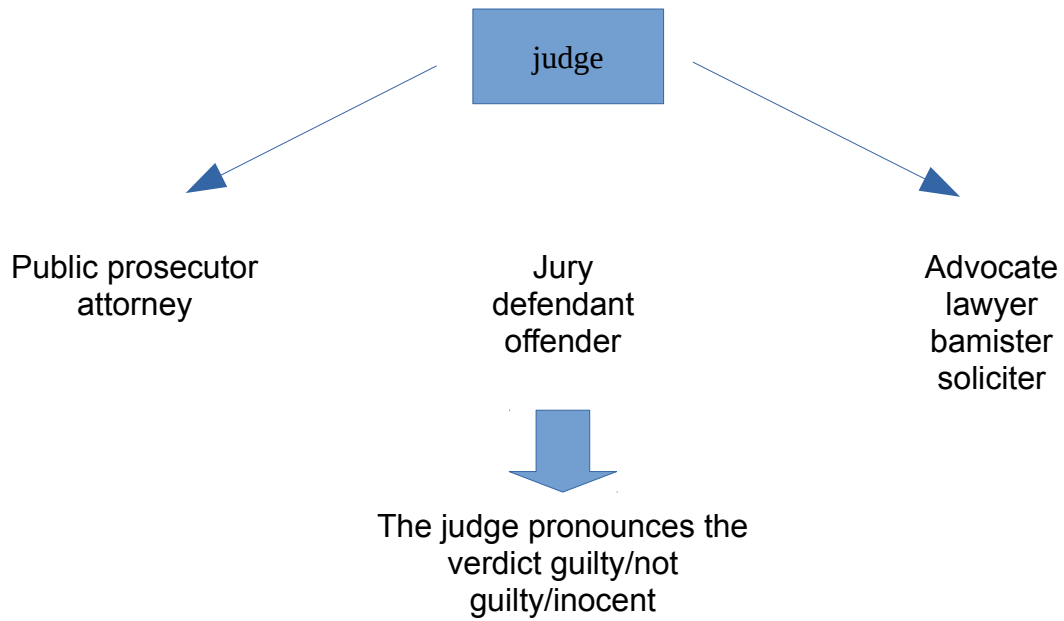 judge
Public prosecutor
attorney
Jury
defendant
offender
Advocate
lawyer
bamister
soliciter
The judge pronounces the
verdict guilty/not
guilty/inocent